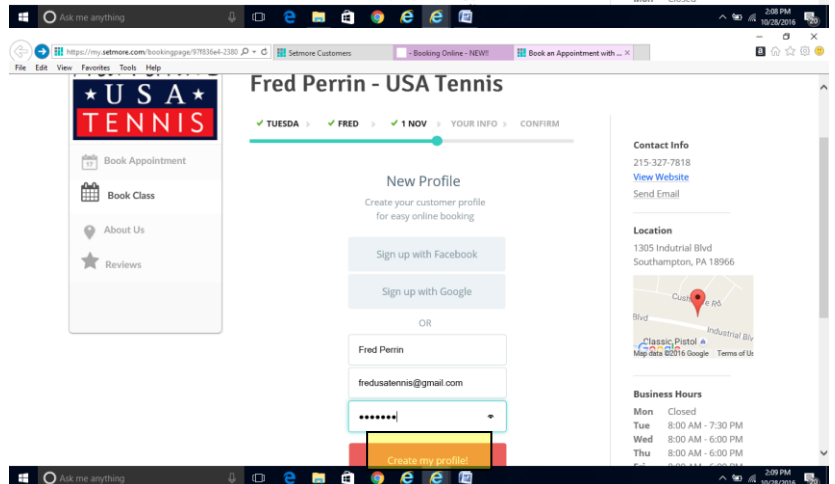 Ask me anything
2:08 PM
10/28/2016
https://my.setmore.com/bookingpage/97f836e4-2380
Setmore Customers
- Booking Online - NEW!!
Book an Appointment with ...
File Edit View Favorites Tools Help
★ U S A ★
TENNIS
Book Appointment
17
Book Class
About Us
Reviews
Fred Perrin - USA Tennis
TUESDA
FRED
1 NOV
YOUR INFO
CONFIRM
New Profile
Create your customer profile
for easy online booking
Sign up with Facebook
Sign up with Google
OR
Fred Perrin
fredusatennis@gmail.com
Create my profile!
Contact Info
215-327-7818
View Website
Send Email
Location
1305 Indutrial Blvd
Southampton, PA 18966
Blvd
Industrial Blv
Classic Pistol
Map data ©2016 Google Terms of Us
Business Hours
Mon Closed
Tue 8:00 AM - 7:30 PM
Wed 8:00 AM - 6:00 PM
Thu 8:00 AM - 6:00 PM
Ask me anything
2:09 PM
10/28/2016